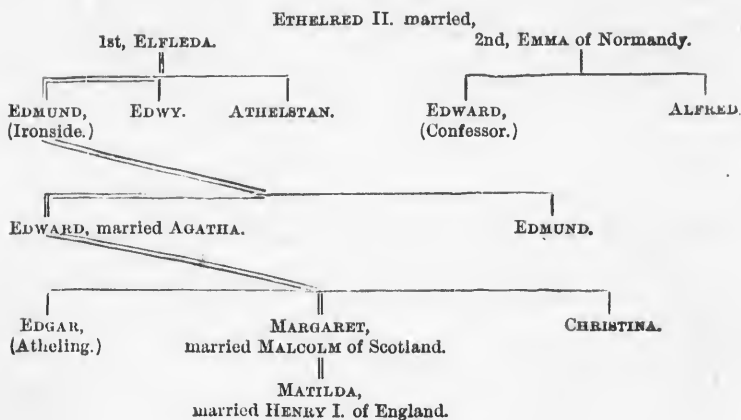 ETHELRED II. married,
1st, ELFLEDA.
2nd, EMMA of Normandy.
EDMUND,
(Ironside.)
EDWY.
ATHELSTAN.
EDWARD,
(Confessor.)
ALFRED.
EDWARD, married AGATHA.
EDMUND.
EDGAR,
(Atheling.)
MARGARET,
married MALCOLM of Scotland.
CHRISTINA.
MATILDA,
married HENRY I. of England.